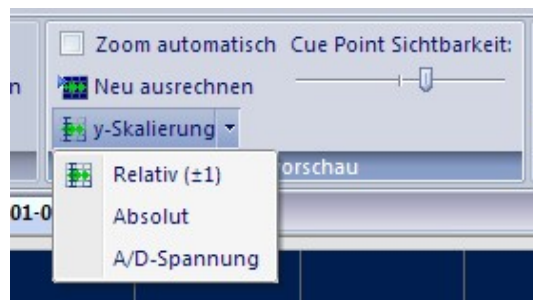 Zoom automatisch Cue Point Sichtbarkeit:
n Neu ausrechnen
y-Skalierung
orschau
Relativ (±1)
01-0
Absolut
A/D-Spannung